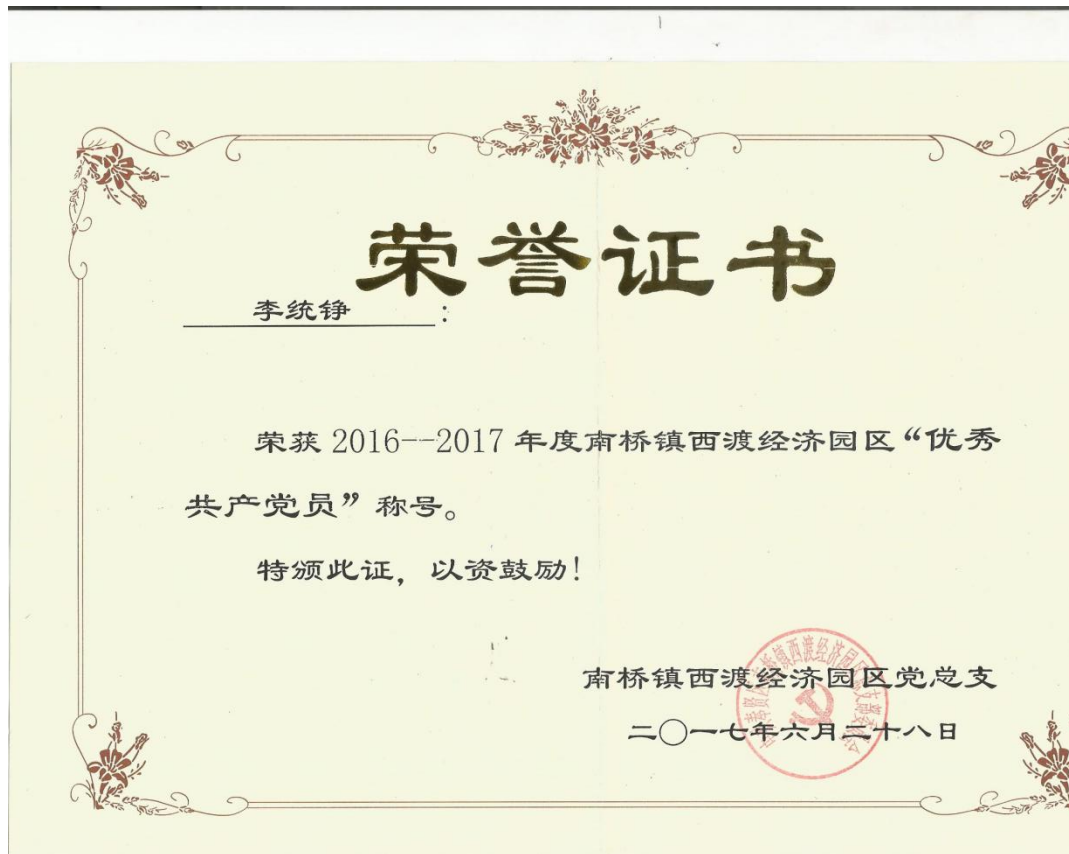 荣誉证书
李统铮:
荣获 2016--2017 年度南桥镇西渡经济园区“优秀
共产党员”称号。
特颁此证，以资鼓励！
南桥镇西渡经济园区党总支
二〇一七年六月二十八日